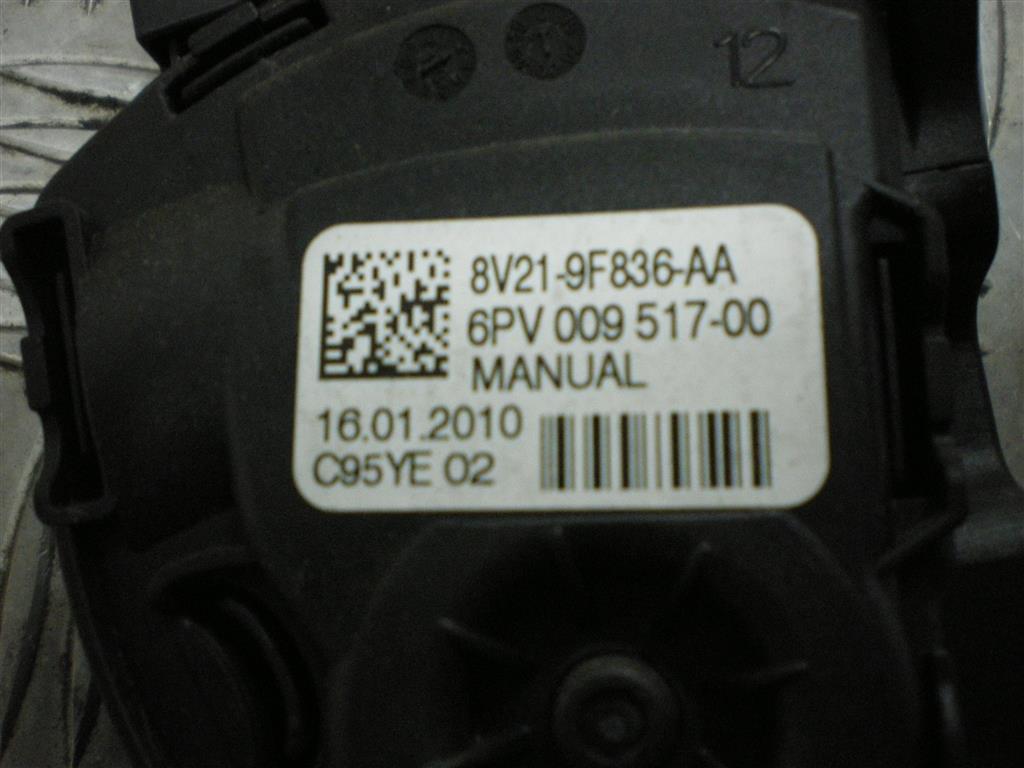 12
8V21-9F836-AA
6PV 009 517-00
MANUAL
16.01.2010
C95YE 02